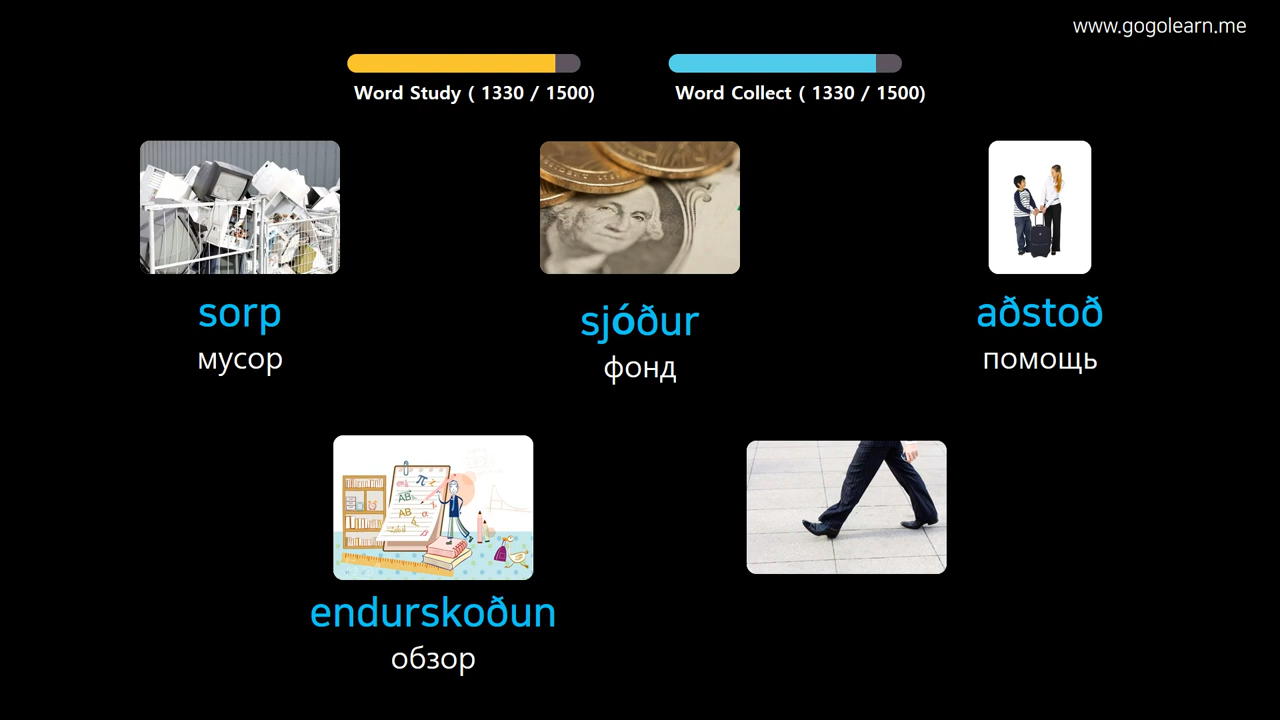 www.gogolearn.me
Word Study ( 1330 / 1500)
Word Collect ( 1330 / 1500)
sorp
мусор
sjóður
фонд
aðstoð
помощь
endurskoðun
обзор